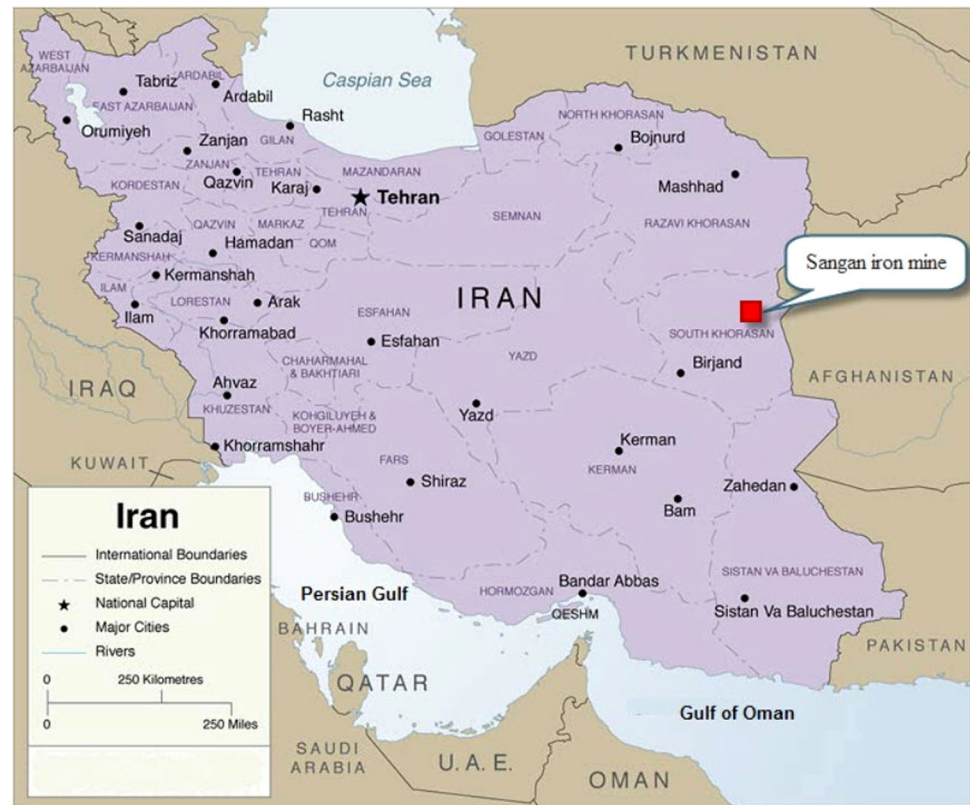 TURKMENISTAN
WEST
AZARBAIJAN
ARDABIL
Caspian Sea
Tabriz
Ardabil
EAST AZARBAIJAN
Rasht
NORTH KHORASAN
Orumiyeh
GILAN
GOLESTAN
Bojnurd
Zanjan
ZANJAN
TEHRAN
MAZANDARAN
Mashhad
Qazvin
Karaj
KORDESTAN
Tehran
TEHRAN
SEMNAN
RAZAVI KHORASAN
QAZVIN
MARKAZ
Sanadaj
Hamadan
QOM
KERMANSHAH
Sangan iron mine
Kermanshah
ILAM
LORESTAN
Arak
IRAN
Ilam
ESFAHAN
Khorramabad
SOUTH KHORASAN
Esfahan
YAZD
CHAHARMAHAL
& BAKHTIARI
Birjand
AFGHANISTAN
IRAQ
Ahvaz
KHUZESTAN
KOHGILUYEH &
BOYER-AHMED
Yazd
Khorramshahr
Kerman
KERMAN
KUWAIT
FARS
Shiraz
Zahedan
BUSHEHR
Bushehr
Bam
Iran
International Boundaries
State/Province Boundaries
National Capital
Major Cities
Rivers
0
250 Kilometres
0
250 Miles
SISTAN VA BALUCHESTAN
Persian Gulf
HORMOZGAN
Bandar Abbas
QESHM
Sistan Va Baluchestan
BAHRAIN
PAKISTAN
QATAR
Gulf of Oman
SAUDI
ARABIA
U. A. E.
OMAN